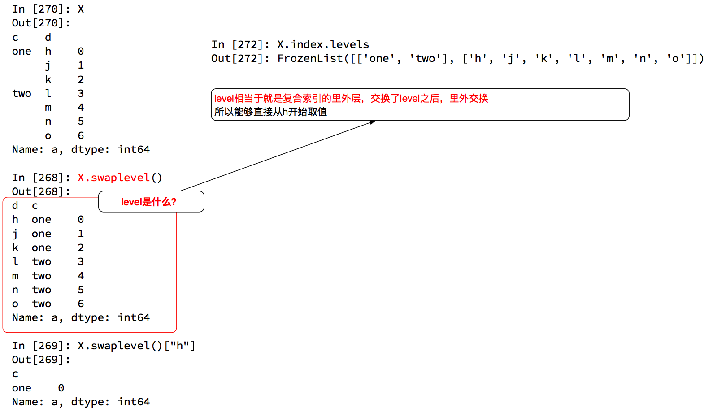 In [270]: X
Out[270]:
c    d
one  h    0
     j    1
     k    2
two  l    3
     m    4
     n    5
     o    6
Name: a, dtype: int64
In [272]: X.index.levels
Out[272]: FrozenList([['one', 'two'], ['h', 'j', 'k', 'l', 'm', 'n', 'o']])
level相当于就是复合索引的里外层，交换了level之后，里外交换
所以能够直接从h开始取值
In [268]: X.swaplevel()
Out[268]:
level是什么?
d  c
h  one    0
j  one    1
k  one    2
l  two    3
m  two    4
n  two    5
o  two    6
Name: a, dtype: int64
In [269]: X.swaplevel()["h"]
Out[269]:
c
one    0
Name: a, dtype: int64